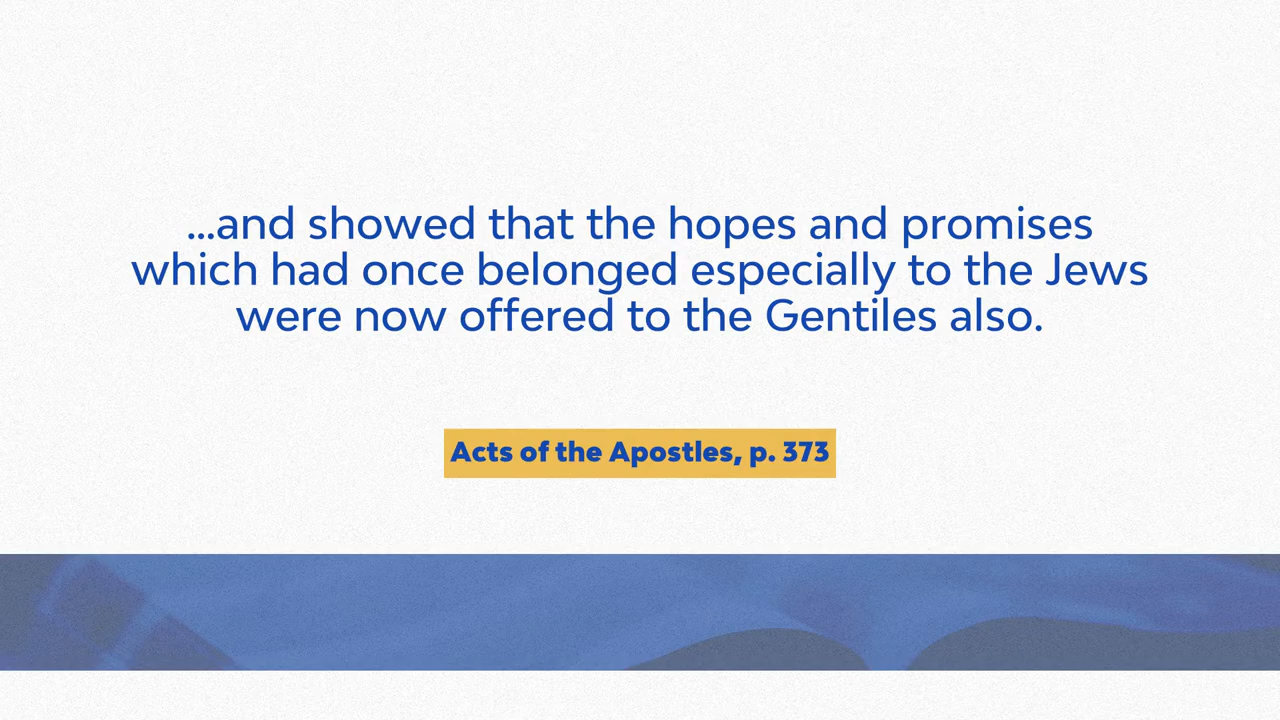 ...and showed that the hopes and promises
which had once belonged especially to the Jews
were now offered to the Gentiles also.
Acts of the Apostles, p. 373